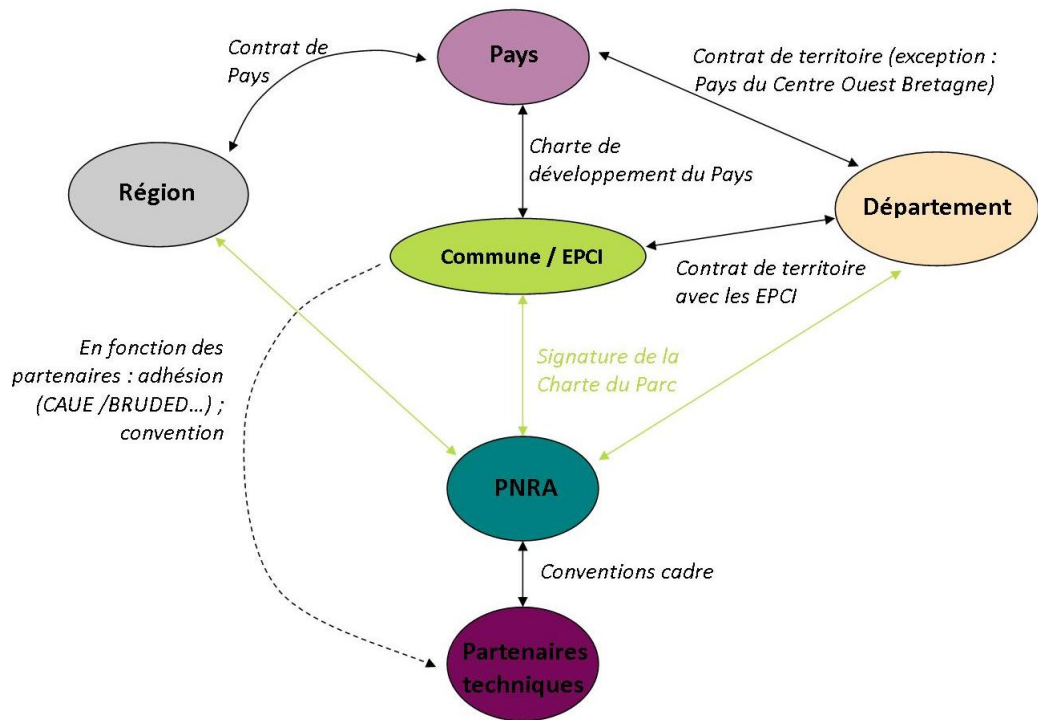 Contrat de
Pays
Pays
Contrat de territoire (exception :
Pays du Centre Ouest Bretagne)
Charte de
développement du Pays
Région
Département
Commune / EPCI
Contrat de territoire
avec les EPCI
En fonction des
partenaires : adhésion
(CAUE /BRUDED…) ;
convention
Signature de la
Charte du Parc
PNRA
Conventions cadre
Partenaires
techniques